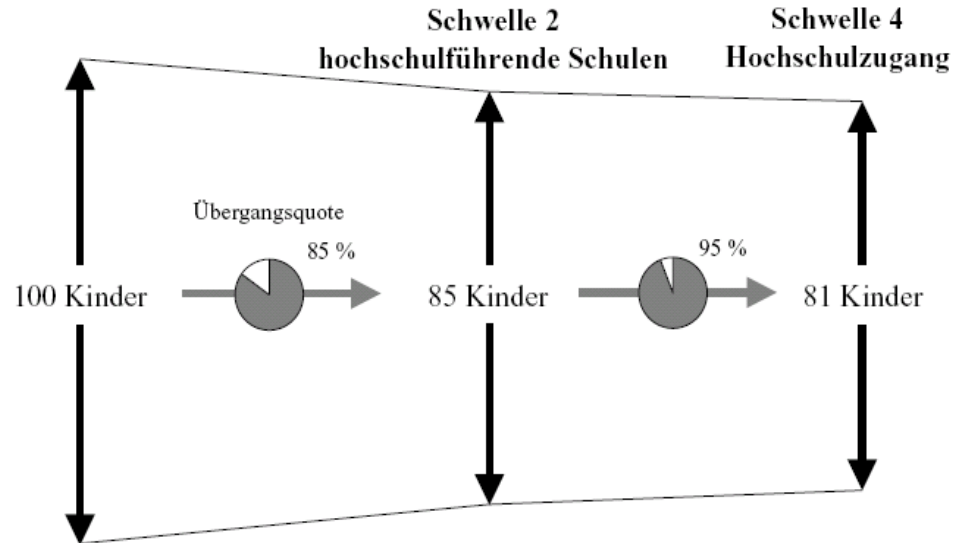 Schwelle 2
hochschulführende Schulen
Schwelle 4
Hochschulzugang
Übergangsquote
85 %
95 %
100 Kinder
85 Kinder
81 Kinder